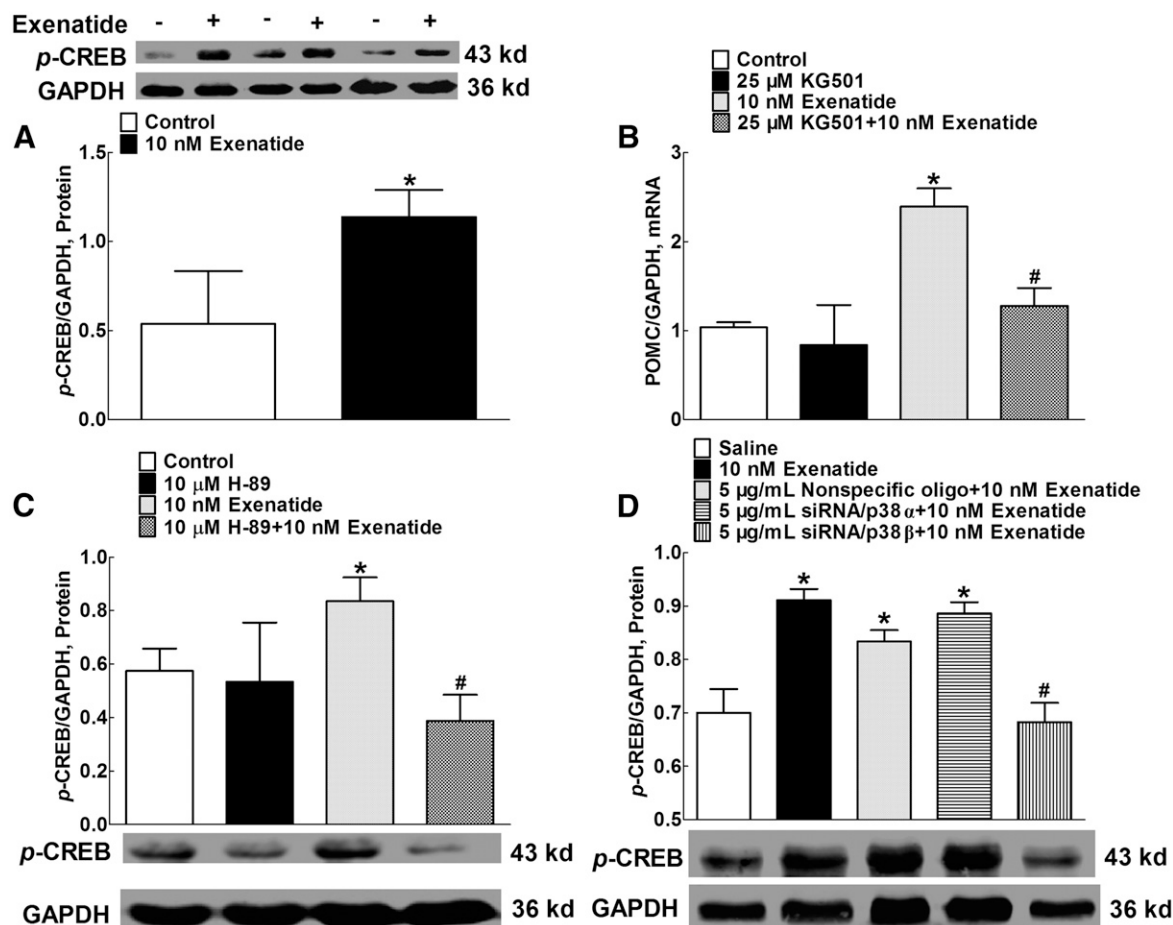 Exenatide - + - + - +
p-CREB 43 kd
GAPDH 36 kd
A
Control
10 nM Exenatide
p-CREB/GAPDH, Protein
1.5
1.0
0.5
0.0
*
B
Control
25 µM KG501
10 nM Exenatide
25 µM KG501+10 nM Exenatide
POMC/GAPDH, mRNA
3
2
1
0
*
#
C
Control
10 µM H-89
10 nM Exenatide
10 µM H-89+10 nM Exenatide
p-CREB/GAPDH, Protein
1.0
0.8
0.6
0.4
0.2
0.0
*
#
p-CREB 43 kd
GAPDH 36 kd
D
Saline
10 nM Exenatide
5 µg/mL Nonspecific oligo+10 nM Exenatide
5 µg/mL siRNA/p38α+10 nM Exenatide
5 µg/mL siRNA/p38β+10 nM Exenatide
p-CREB/GAPDH, Protein
1.0
0.9
0.8
0.7
0.6
0.5
*
*
*
#
p-CREB 43 kd
GAPDH 36 kd